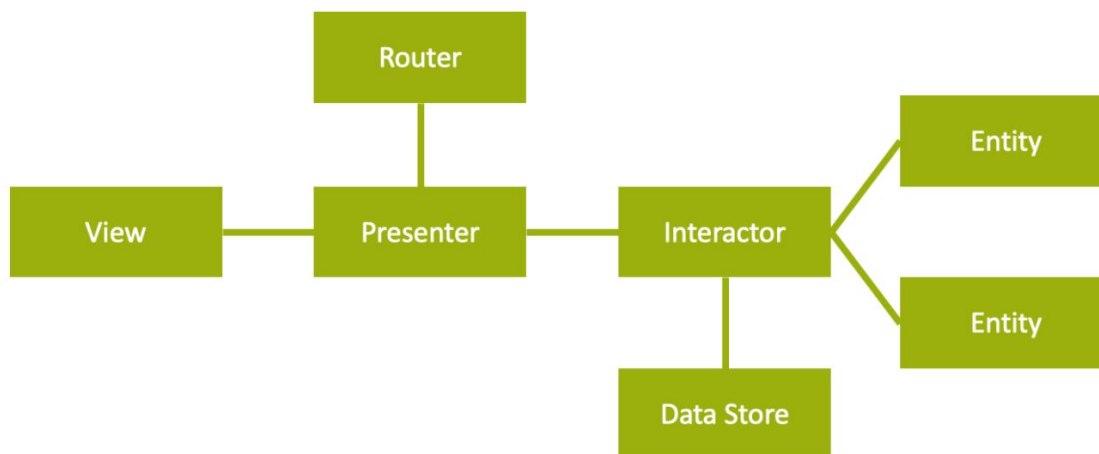 Router
Entity
View
Presenter
Interactor
Entity
Data Store